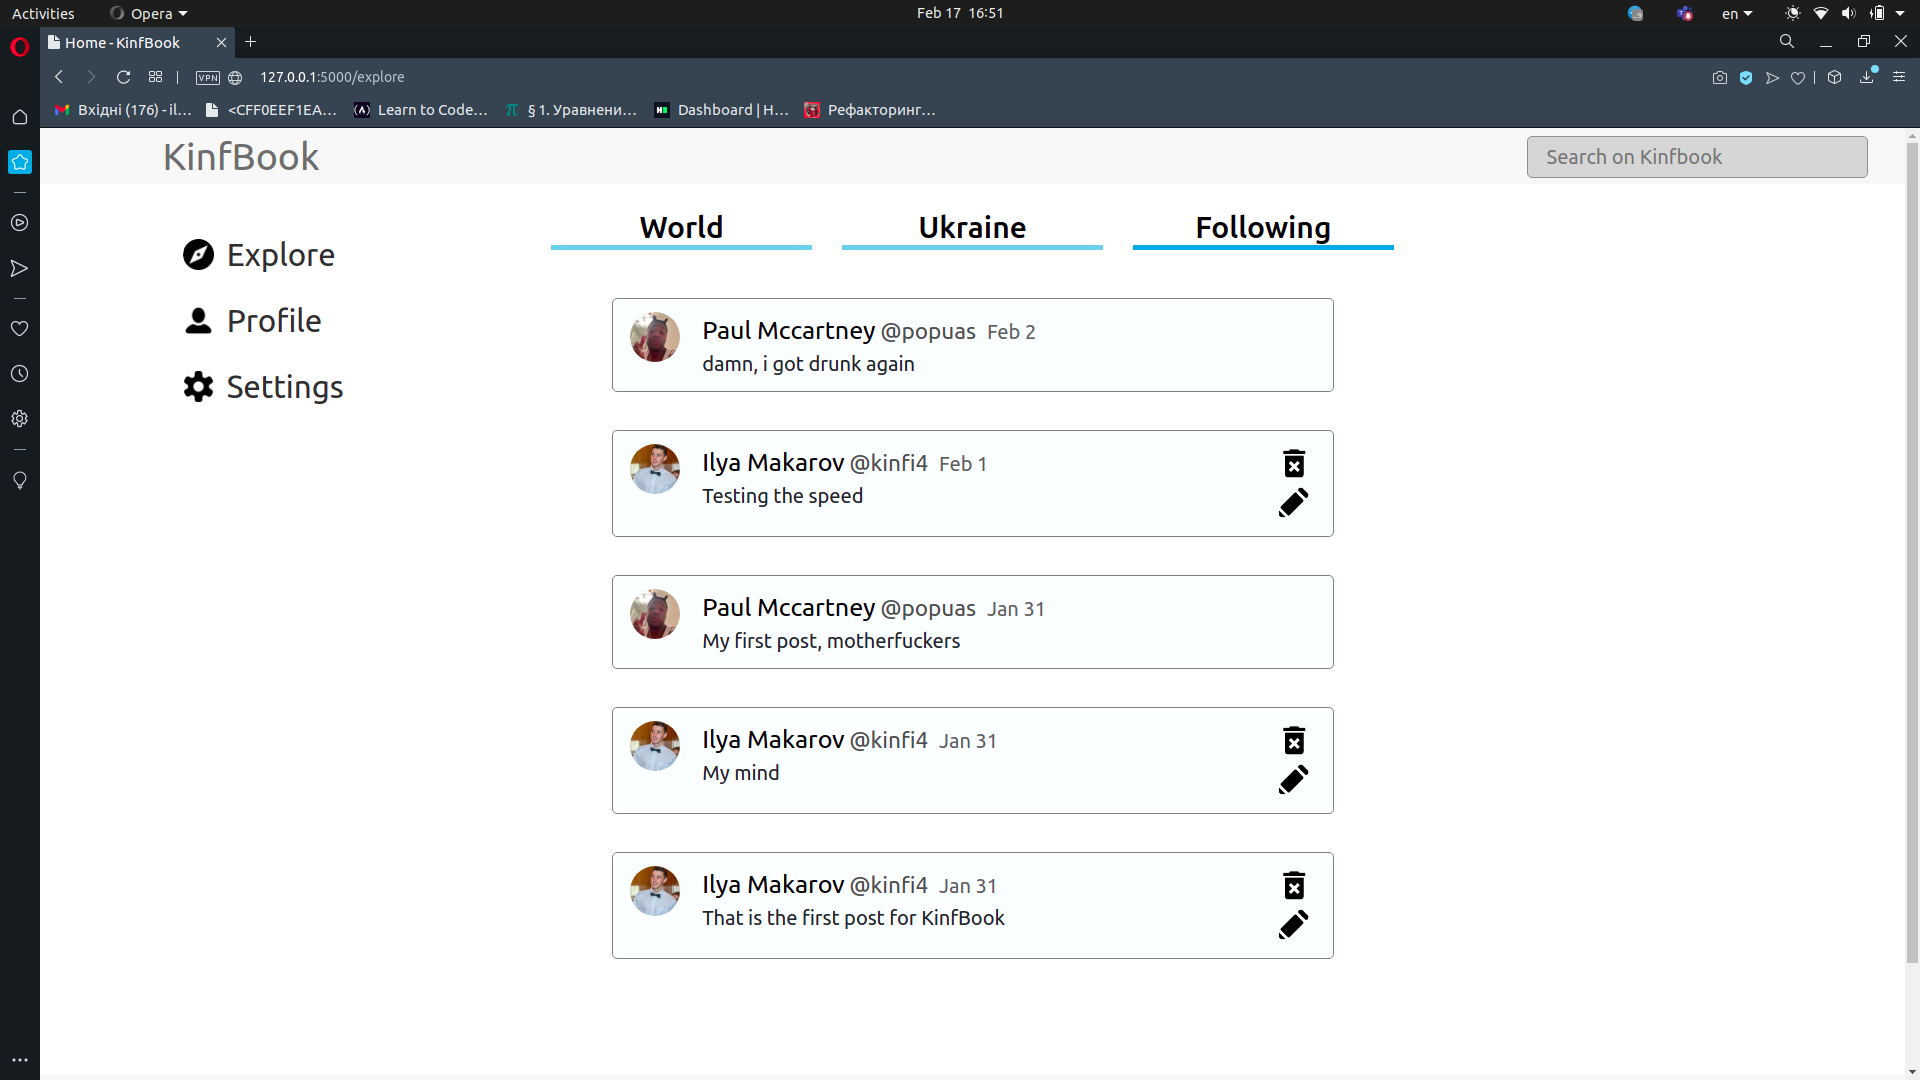 Activities Opera Feb 17 16:51 en
Home - KinfBook
VPN 127.0.0.1:5000/explore
Вхідні (176) - il... <CFF0EEF1EA... Learn to Code... § 1. Уравнени... Dashboard | H... Рефакторинг...
KinfBook Search on Kinfbook
World Ukraine Following
Explore
Profile
Settings
Paul Mccartney @popuas Feb 2
damn, i got drunk again
Ilya Makarov @kinfi4 Feb 1
Testing the speed
Paul Mccartney @popuas Jan 31
My first post, motherfuckers
Ilya Makarov @kinfi4 Jan 31
My mind
Ilya Makarov @kinfi4 Jan 31
That is the first post for KinfBook